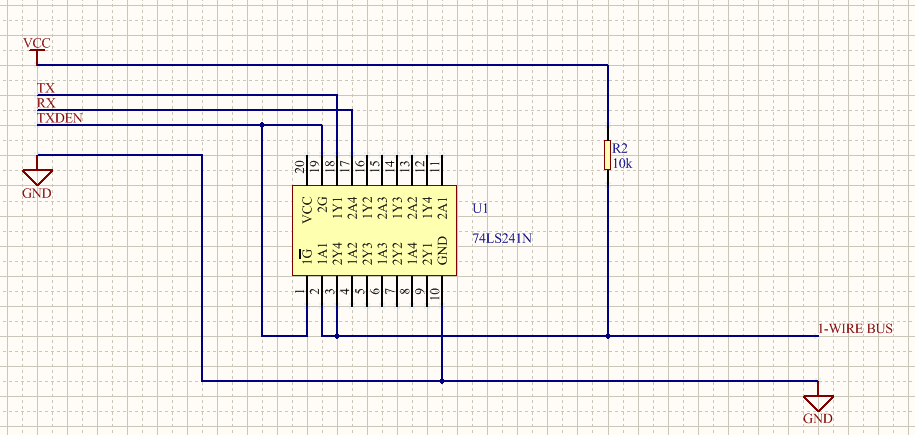 VCC
TX
RX
TXDEN
GND
20 19 18 17 16 15 14 13 12 11
VCC 2G 1Y1 2A4 1Y2 2A3 1Y3 2A2 1Y4 2A1
1G 1A1 2Y4 1A2 2Y3 1A3 2Y2 1A4 2Y1 GND
1 2 3 4 5 6 7 8 9 10
U1
74LS241N
R2
10k
1-WIRE BUS
GND